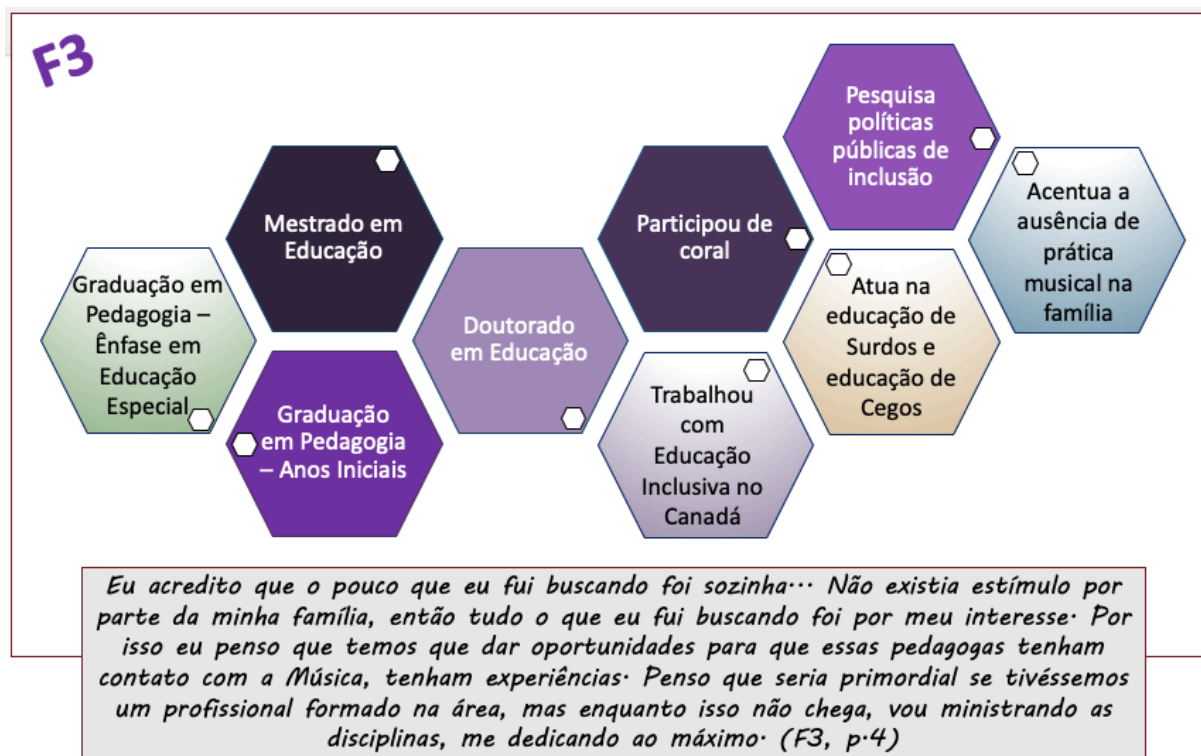 F3
Graduação em
Pedagogia –
Ênfase em
Educação
Especial
Mestrado em
Educação
Graduação
em Pedagogia
– Anos Iniciais
Doutorado
em Educação
Participou de
coral
Trabalhou
com
Educação
Inclusiva no
Canadá
Pesquisa
políticas
públicas de
inclusão
Atua na
educação de
Surdos e
educação de
Cegos
Acentua a
ausência de
prática
musical na
família
Eu acredito que o pouco que eu fui buscando foi sozinha... Não existia estímulo por
parte da minha família, então tudo o que eu fui buscando foi por meu interesse. Por
isso eu penso que temos que dar oportunidades para que essas pedagogas tenham
contato com a Música, tenham experiências. Penso que seria primordial se tivéssemos
um profissional formado na área, mas enquanto isso não chega, vou ministrando as
disciplinas, me dedicando ao máximo. (F3, p.4)